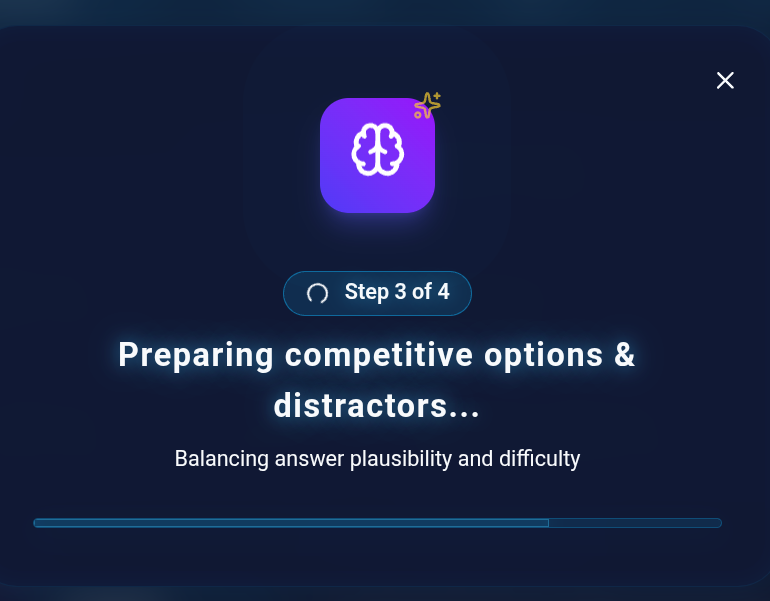 Step 3 of 4
Preparing competitive options &
distractors...
Balancing answer plausibility and difficulty